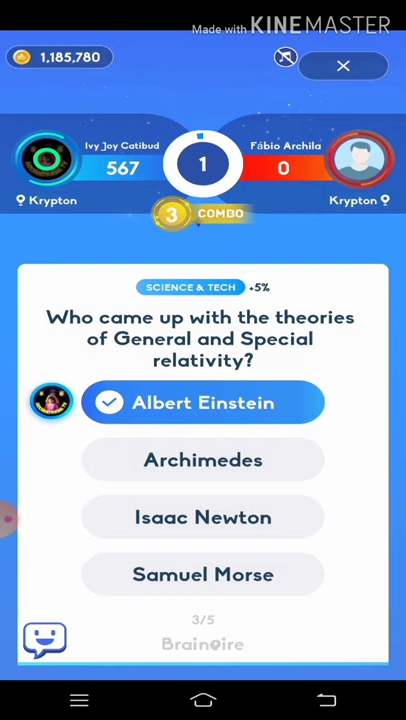 Made with KINEMASTER
1,185,780
Ivy Joy Catibud
567
1
Fábio Archila
0
Krypton
Krypton
3 COMBO
SCIENCE & TECH +5%
Who came up with the theories
of General and Special
relativity?
Albert Einstein
Archimedes
Isaac Newton
Samuel Morse
3/5